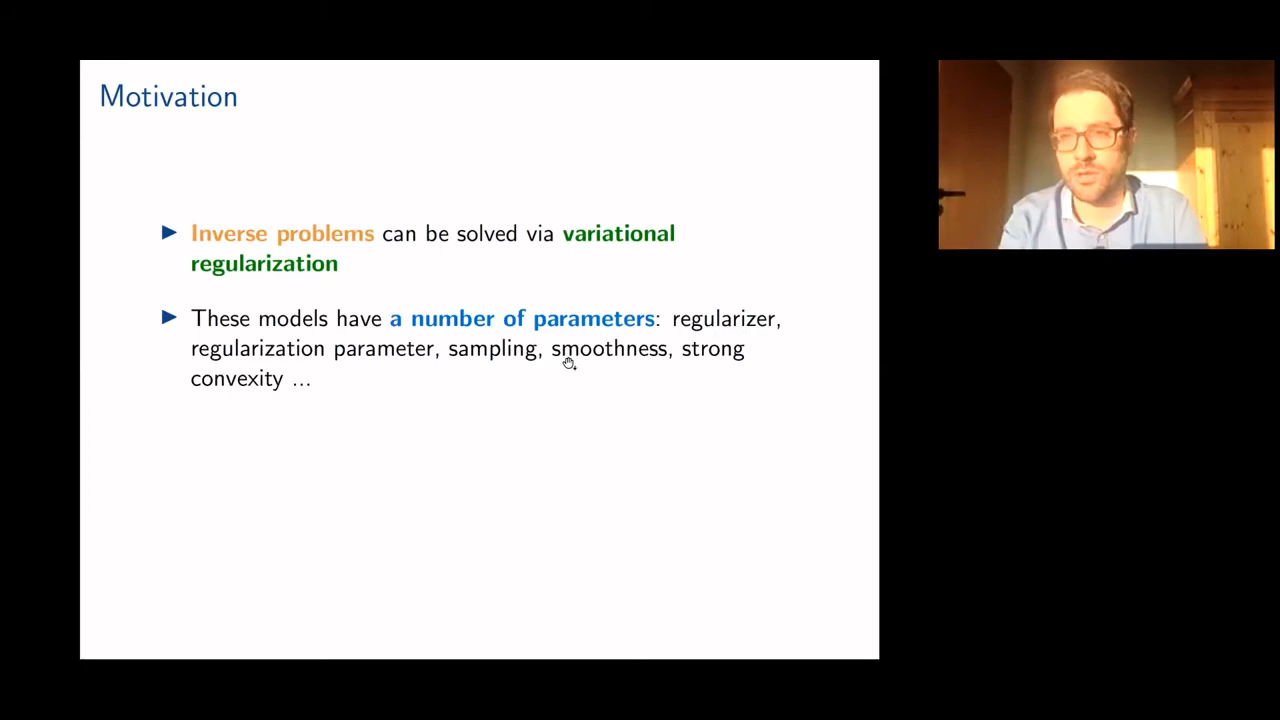 Motivation
▶ Inverse problems can be solved via variational
regularization
▶ These models have a number of parameters: regularizer,
regularization parameter, sampling, smoothness, strong
convexity ...